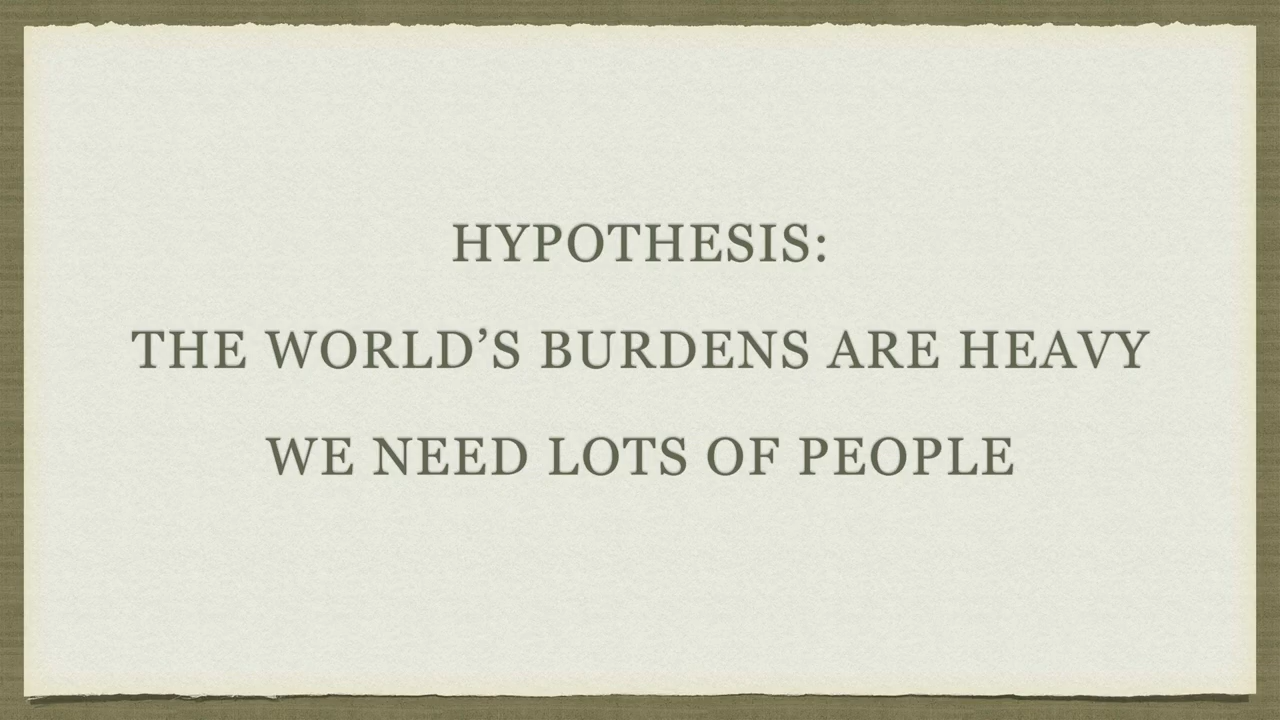 HYPOTHESIS:
THE WORLD’S BURDENS ARE HEAVY
WE NEED LOTS OF PEOPLE